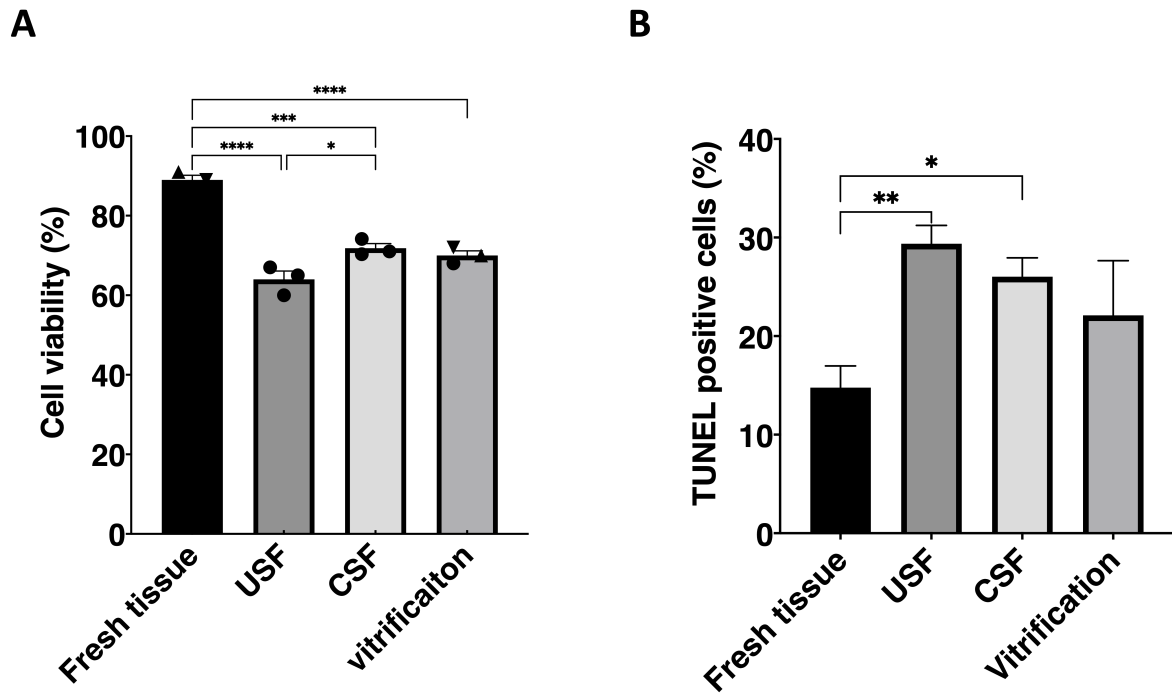 A
B
****
***
****
*
Cell viability (%)
100
80
60
40
20
0
Fresh tissue
USF
CSF
vitrificaiton
*
**
TUNEL positive cells (%)
40
30
20
10
0
Fresh tissue
USF
CSF
Vitrification